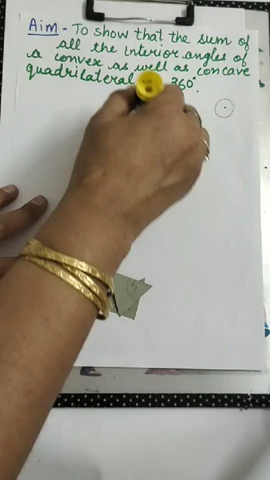 Aim - To show that the sum of
all the interior angles of
a convex as well as concave
quadrilateral 360°.